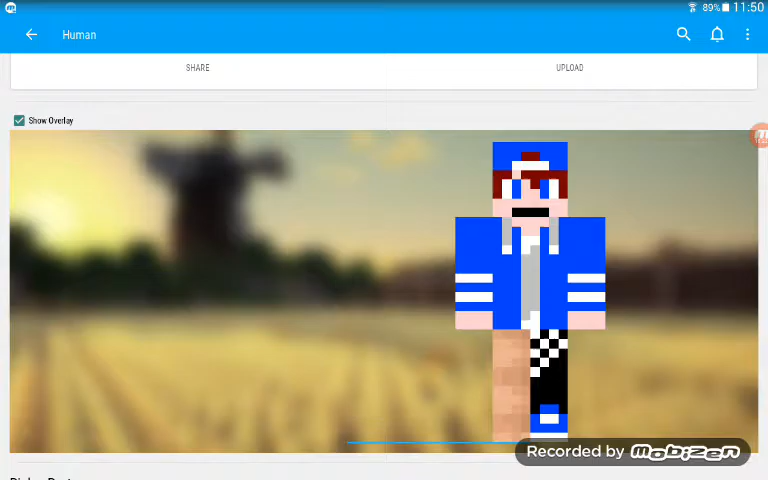 89% 11:50
Human
SHARE UPLOAD
Show Overlay
Recorded by mobizen